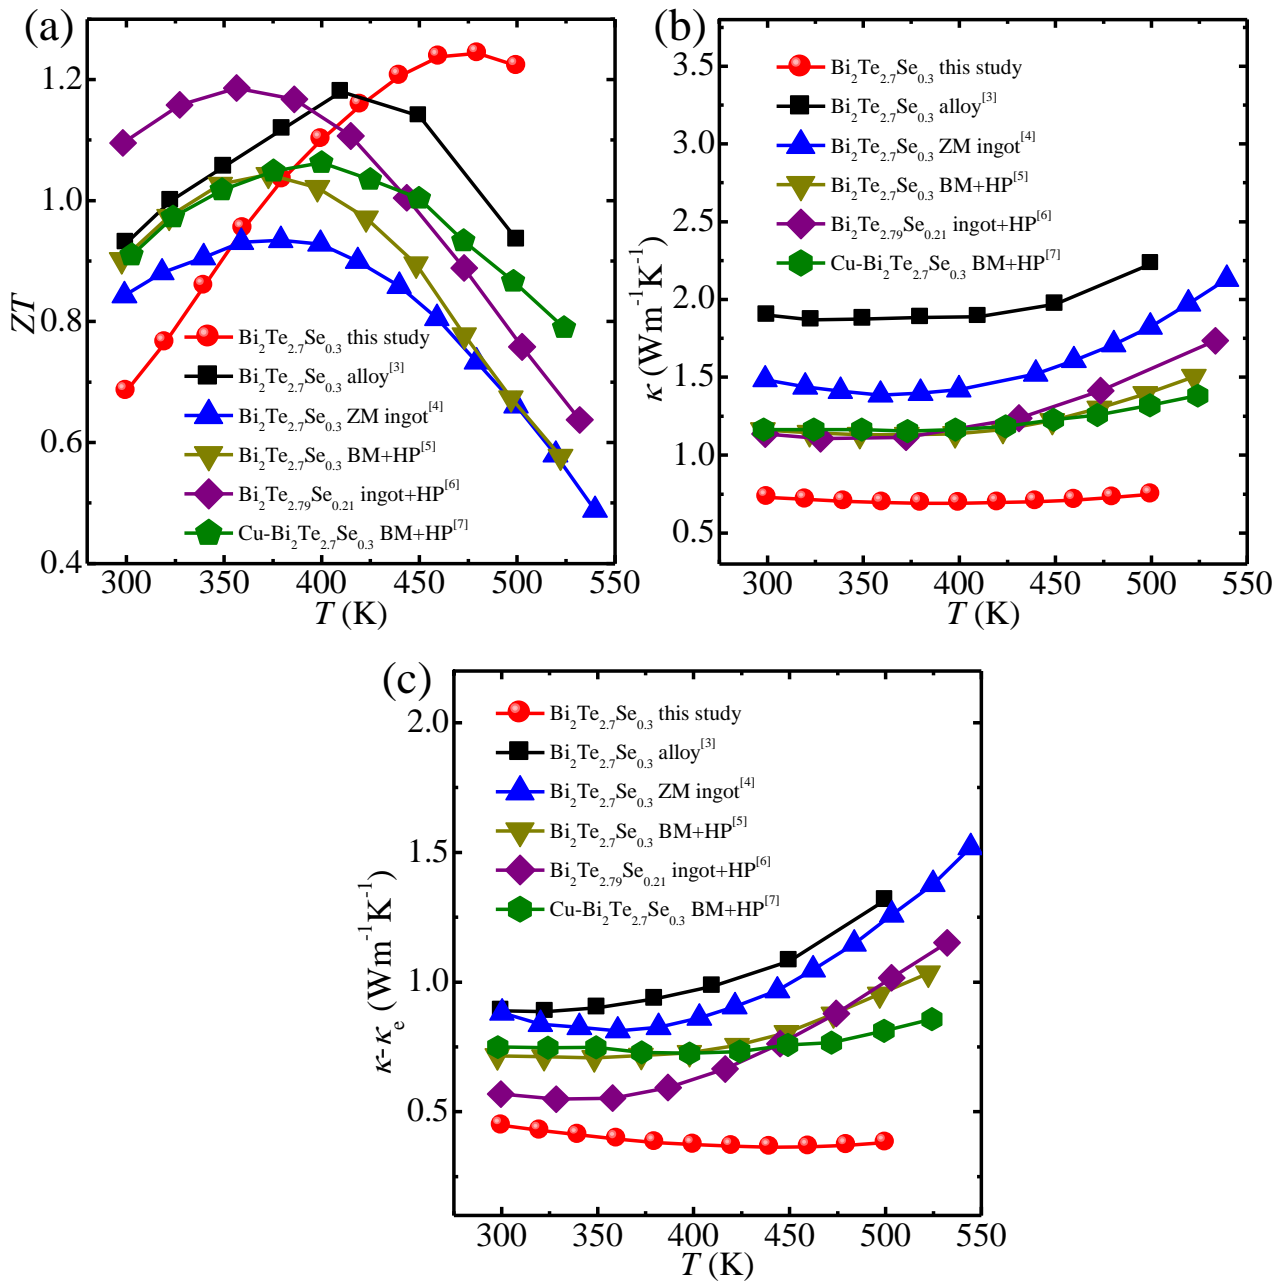 (a)
ZT
1.2
1.0
0.8
0.6
0.4
Bi₂Te₂.₇Se₀.₃ this study
Bi₂Te₂.₇Se₀.₃ alloy[3]
Bi₂Te₂.₇Se₀.₃ ZM ingot[4]
Bi₂Te₂.₇Se₀.₃ BM+HP[5]
Bi₂Te₂.₇₉Se₀.₂₁ ingot+HP[6]
Cu-Bi₂Te₂.₇Se₀.₃ BM+HP[7]
300 350 400 450 500 550
T (K)
(b)
κ (Wm⁻¹K⁻¹)
3.5
3.0
2.5
2.0
1.5
1.0
0.5
Bi₂Te₂.₇Se₀.₃ this study
Bi₂Te₂.₇Se₀.₃ alloy[3]
Bi₂Te₂.₇Se₀.₃ ZM ingot[4]
Bi₂Te₂.₇Se₀.₃ BM+HP[5]
Bi₂Te₂.₇₉Se₀.₂₁ ingot+HP[6]
Cu-Bi₂Te₂.₇Se₀.₃ BM+HP[7]
300 350 400 450 500 550
T (K)
(c)
κ-κₑ (Wm⁻¹K⁻¹)
2.0
1.5
1.0
0.5
Bi₂Te₂.₇Se₀.₃ this study
Bi₂Te₂.₇Se₀.₃ alloy[3]
Bi₂Te₂.₇Se₀.₃ ZM ingot[4]
Bi₂Te₂.₇Se₀.₃ BM+HP[5]
Bi₂Te₂.₇₉Se₀.₂₁ ingot+HP[6]
Cu-Bi₂Te₂.₇Se₀.₃ BM+HP[7]
300 350 400 450 500 550
T (K)